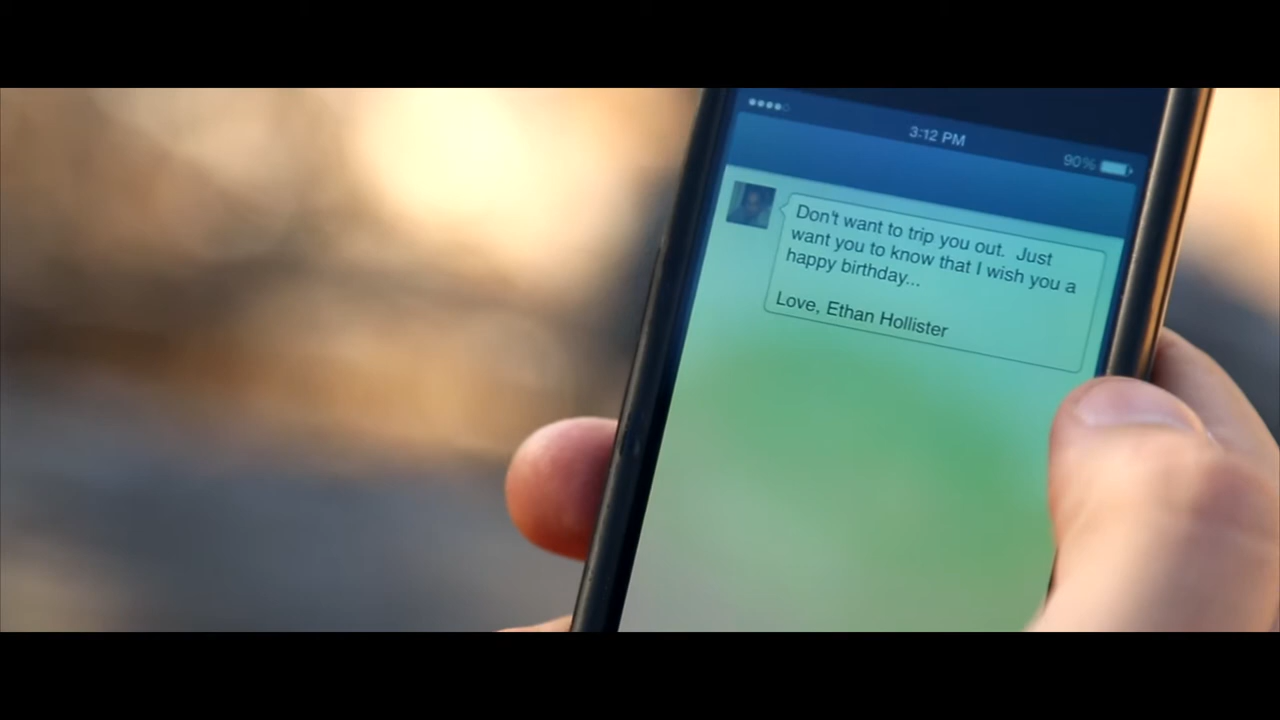 3:12 PM
90%
Don't want to trip you out. Just
want you to know that I wish you a
happy birthday...
Love, Ethan Hollister